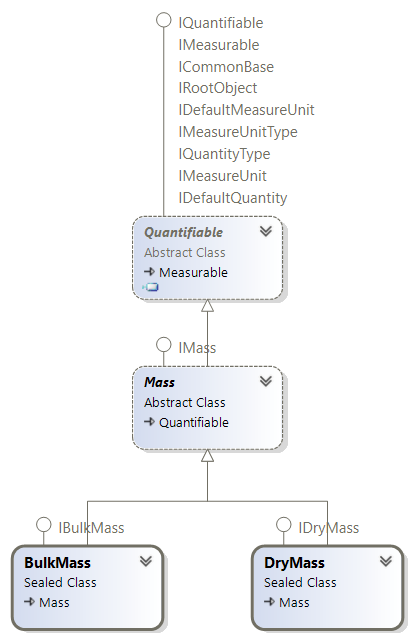 IQuantifiable
IMeasurable
ICommonBase
IRootObject
IDefaultMeasureUnit
IMeasureUnitType
IQuantityType
IMeasureUnit
IDefaultQuantity
Quantifiable
Abstract Class
Measurable
IMass
Mass
Abstract Class
Quantifiable
IBulkMass
BulkMass
Sealed Class
Mass
IDryMass
DryMass
Sealed Class
Mass